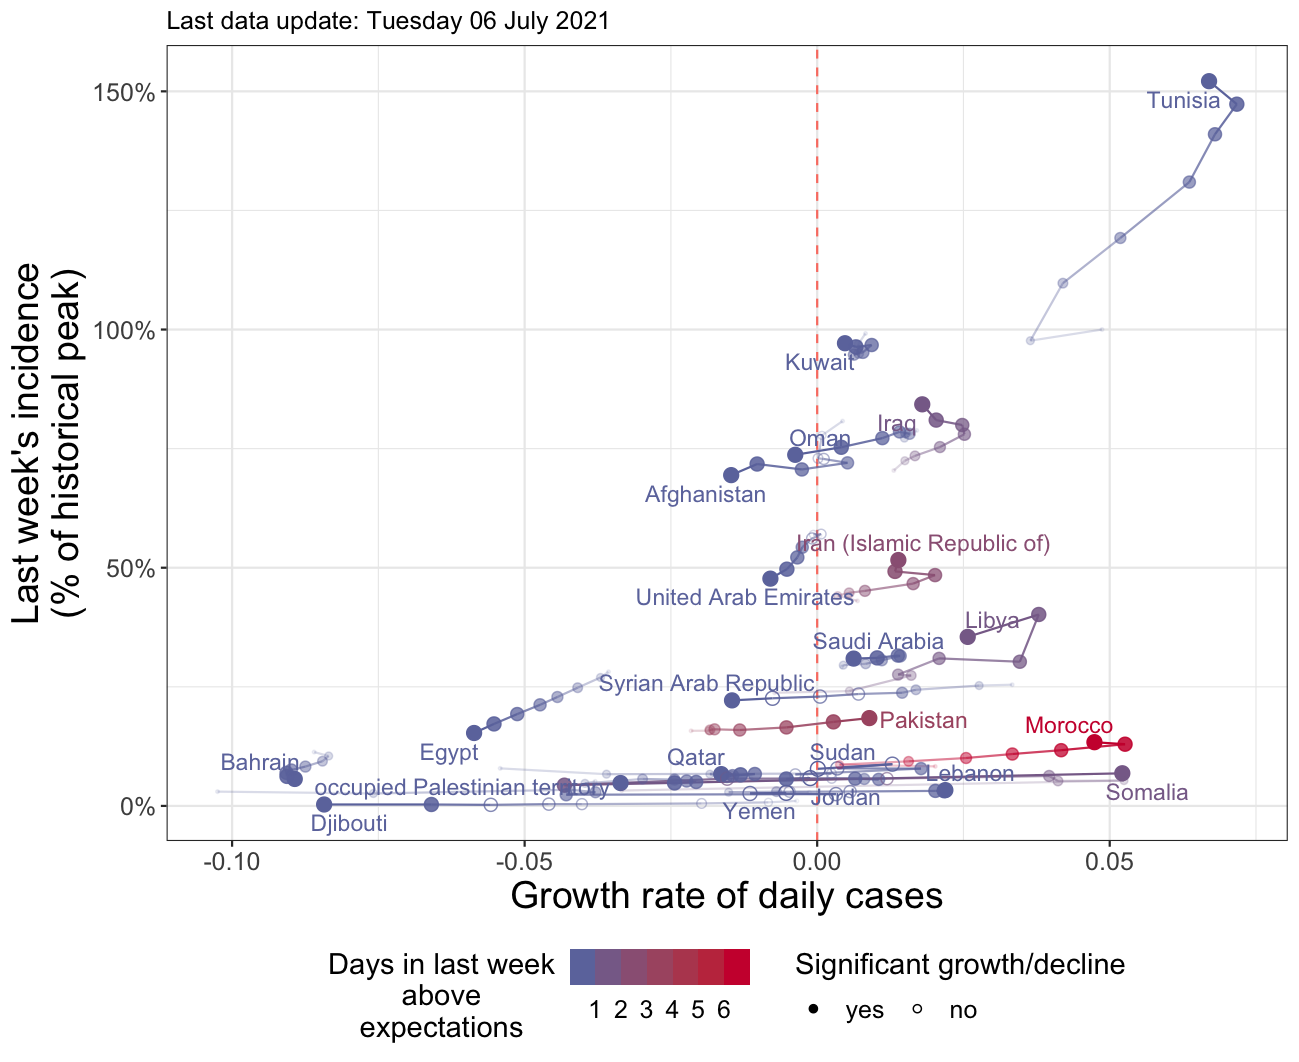 Last data update: Tuesday 06 July 2021
Last week's incidence
(% of historical peak)
150%
100%
50%
0%
Tunisia
Kuwait
Iraq
Oman
Afghanistan
Iran (Islamic Republic of)
United Arab Emirates
Libya
Saudi Arabia
Syrian Arab Republic
Pakistan
Morocco
Egypt
Bahrain
Qatar
Sudan
Lebanon
occupied Palestinian territory
Somalia
Jordan
Yemen
Djibouti
-0.10 -0.05 0.00 0.05
Growth rate of daily cases
Days in last week
above
expectations
1 2 3 4 5 6
Significant growth/decline
yes no